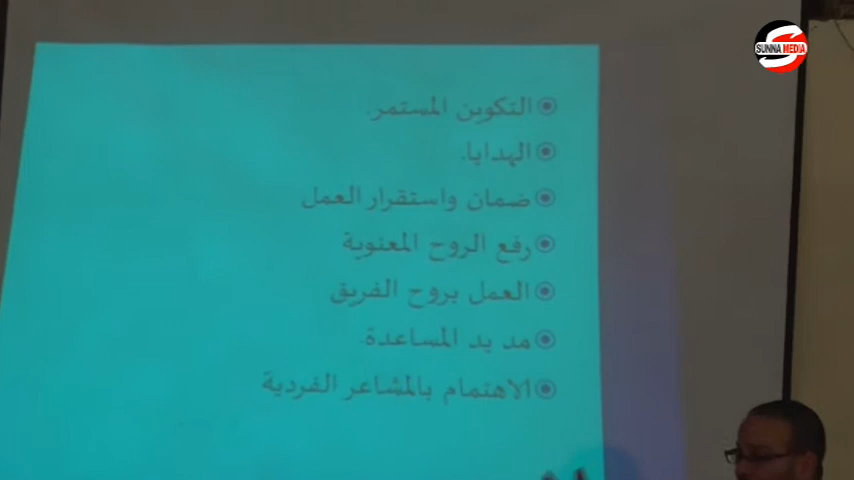 SUNNA MEDIA
التكوين المستمر.
الهدايا.
ضمان واستقرار العمل
رفع الروح المعنوية
العمل بروح الفريق
مد يد المساعدة.
الاهتمام بالمشاعر الفردية